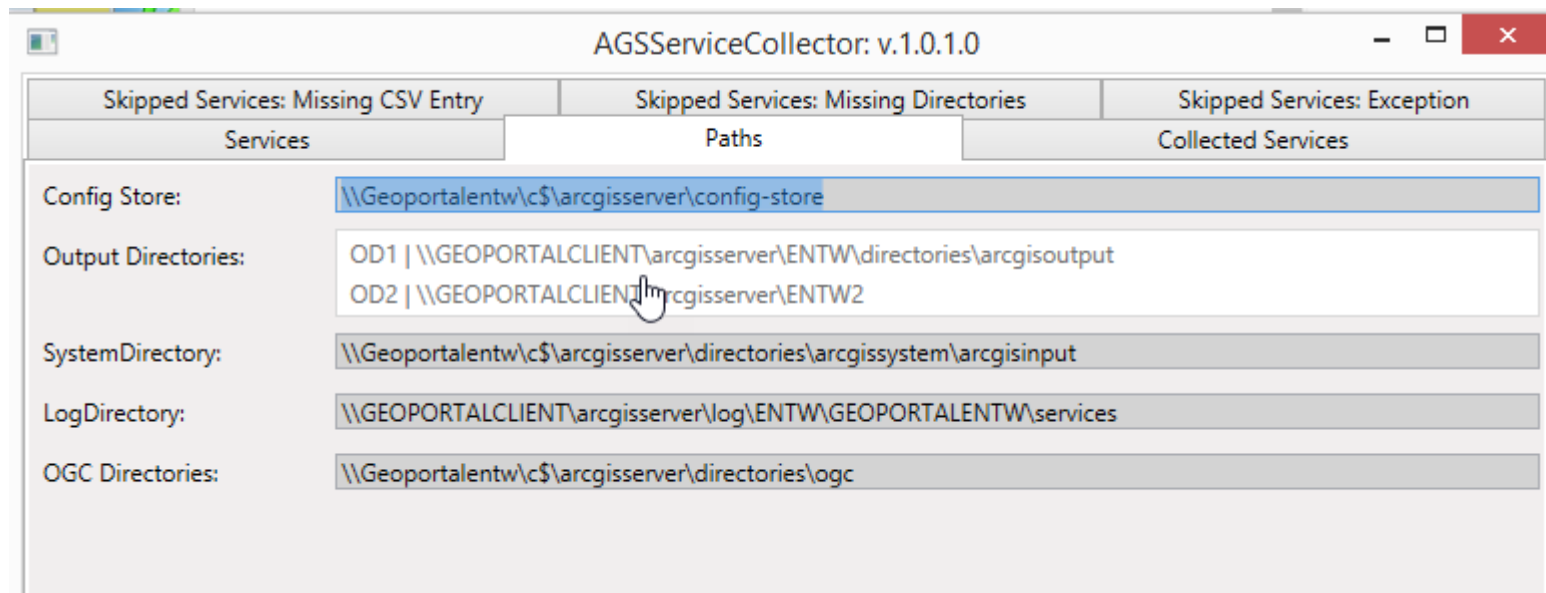 AGSServiceCollector: v.1.0.1.0
Skipped Services: Missing CSV Entry
Skipped Services: Missing Directories
Skipped Services: Exception
Services
Paths
Collected Services
Config Store: \\Geoportalentw\c$\arcgisserver\config-store
Output Directories: OD1 | \\GEOPORTALCLIENT\arcgisserver\ENTW\directories\arcgisoutput
OD2 | \\GEOPORTALCLIENT\arcgisserver\ENTW2
SystemDirectory: \\Geoportalentw\c$\arcgisserver\directories\arcgissystem\arcgisinput
LogDirectory: \\GEOPORTALCLIENT\arcgisserver\log\ENTW\GEOPORTALENTW\services
OGC Directories: \\Geoportalentw\c$\arcgisserver\directories\ogc